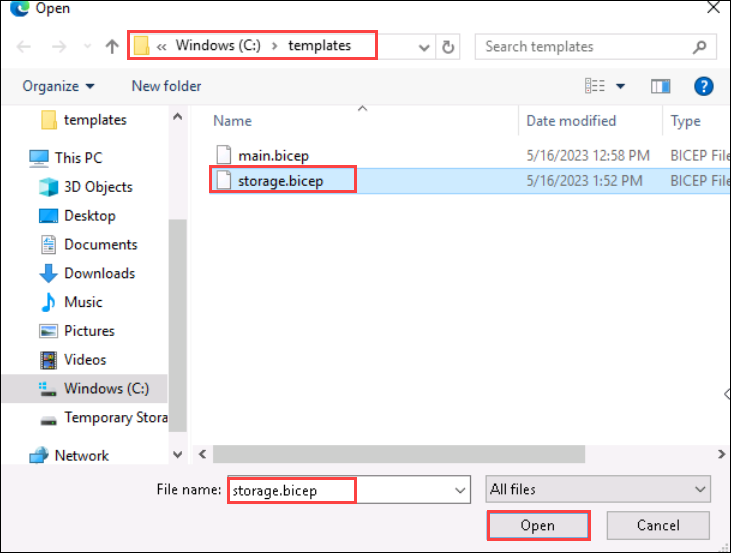 Open
« Windows (C:) > templates
Search templates
Organize
New folder
?
templates
This PC
3D Objects
Desktop
Documents
Downloads
Music
Pictures
Videos
Windows (C:)
Temporary Stora
Network
Name Date modified Type
main.bicep 5/16/2023 12:58 PM BICEP File
storage.bicep 5/16/2023 1:52 PM BICEP File
File name: storage.bicep
All files
Open
Cancel